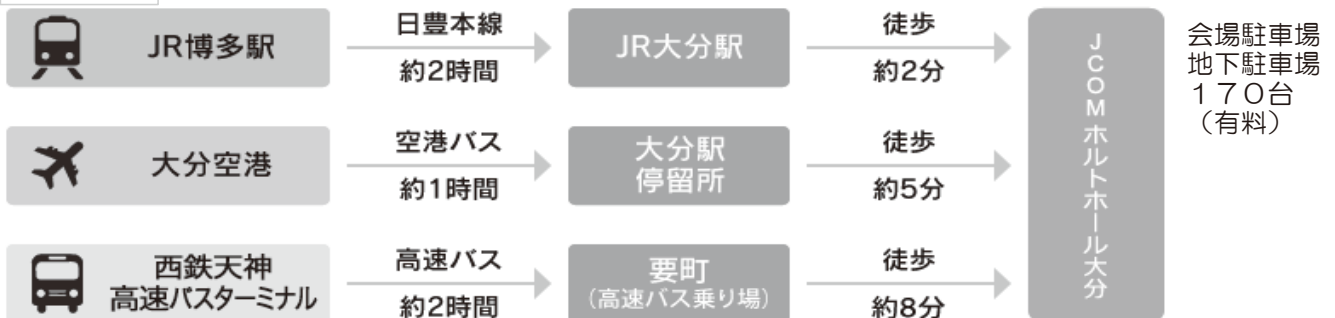 JR博多駅
日豊本線
約2時間
JR大分駅
徒歩
約2分
大分空港
空港バス
約1時間
大分駅
停留所
徒歩
約5分
西鉄天神
高速バスターミナル
高速バス
約2時間
要町
(高速バス乗り場)
徒歩
約8分
JCOMホルトホール大分
会場駐車場
地下駐車場
170台
(有料)